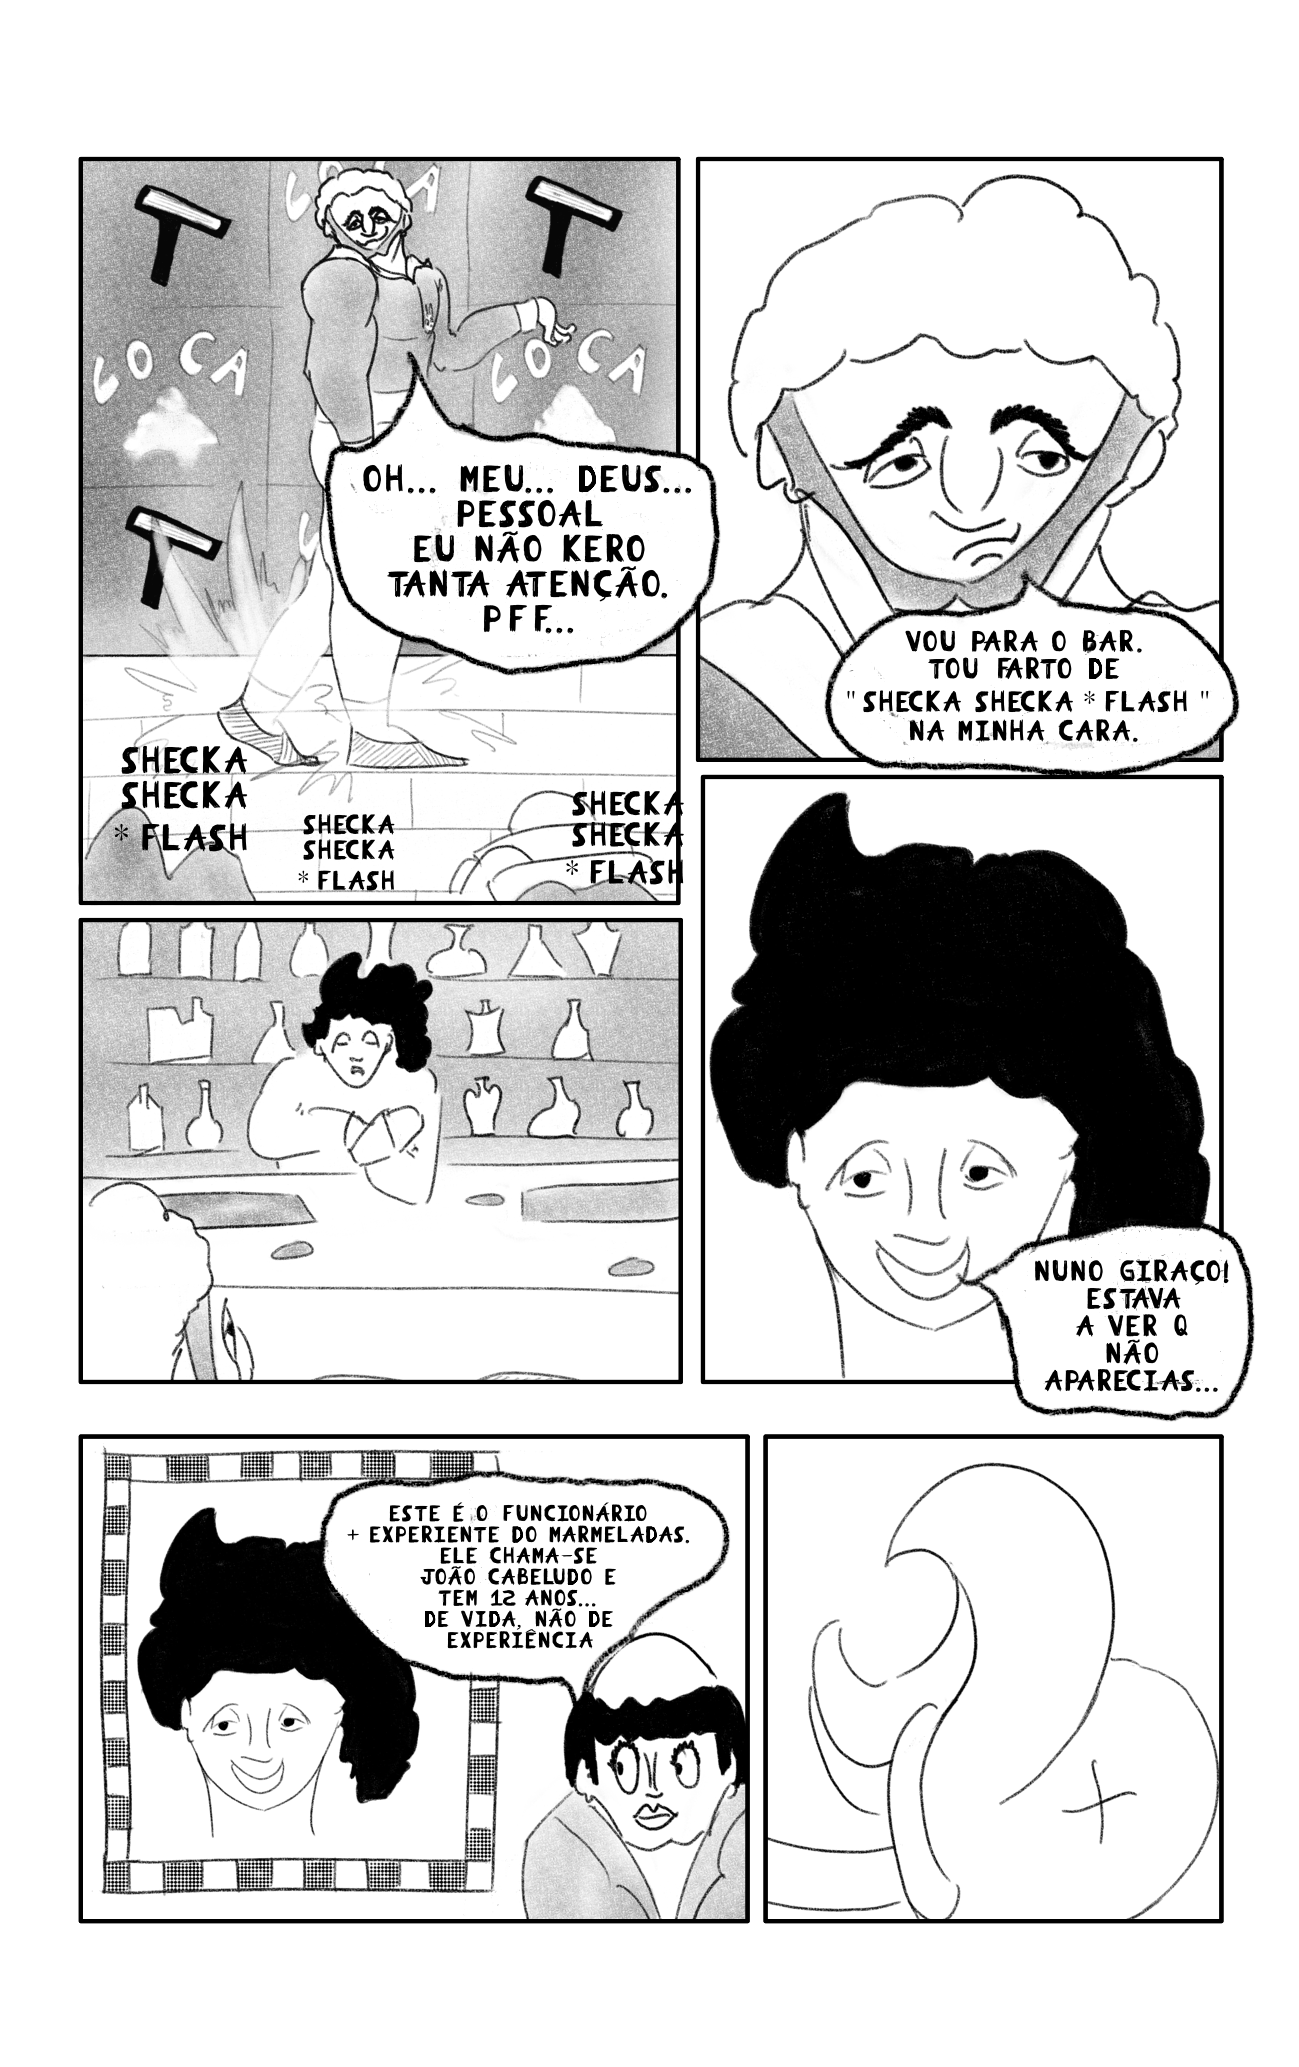 LOCA
LOCA
LOCA
OH... MEU... DEUS...
PESSOAL
EU NÃO KERO
TANTA ATENÇÃO.
PFF...
SHECKA
SHECKA
* FLASH
SHECKA
SHECKA
* FLASH
SHECKA
SHECKA
* FLASH
VOU PARA O BAR.
TOU FARTO DE
"SHECKA SHECKA * FLASH"
NA MINHA CARA.
NUNO GIRAÇO!
ESTAVA
A VER Q
NÃO
APARECIAS...
ESTE É O FUNCIONÁRIO
+ EXPERIENTE DO MARMELADAS.
ELE CHAMA-SE
JOÃO CABELUDO E
TEM 12 ANOS...
DE VIDA, NÃO DE
EXPERIÊNCIA